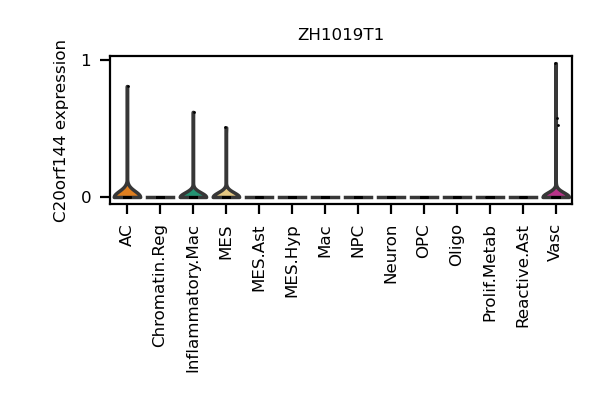 ZH1019T1
C20orf144 expression
1
0
AC
Chromatin.Reg
Inflammatory.Mac
MES
MES.Ast
MES.Hyp
Mac
NPC
Neuron
OPC
Oligo
Prolif.Metab
Reactive.Ast
Vasc